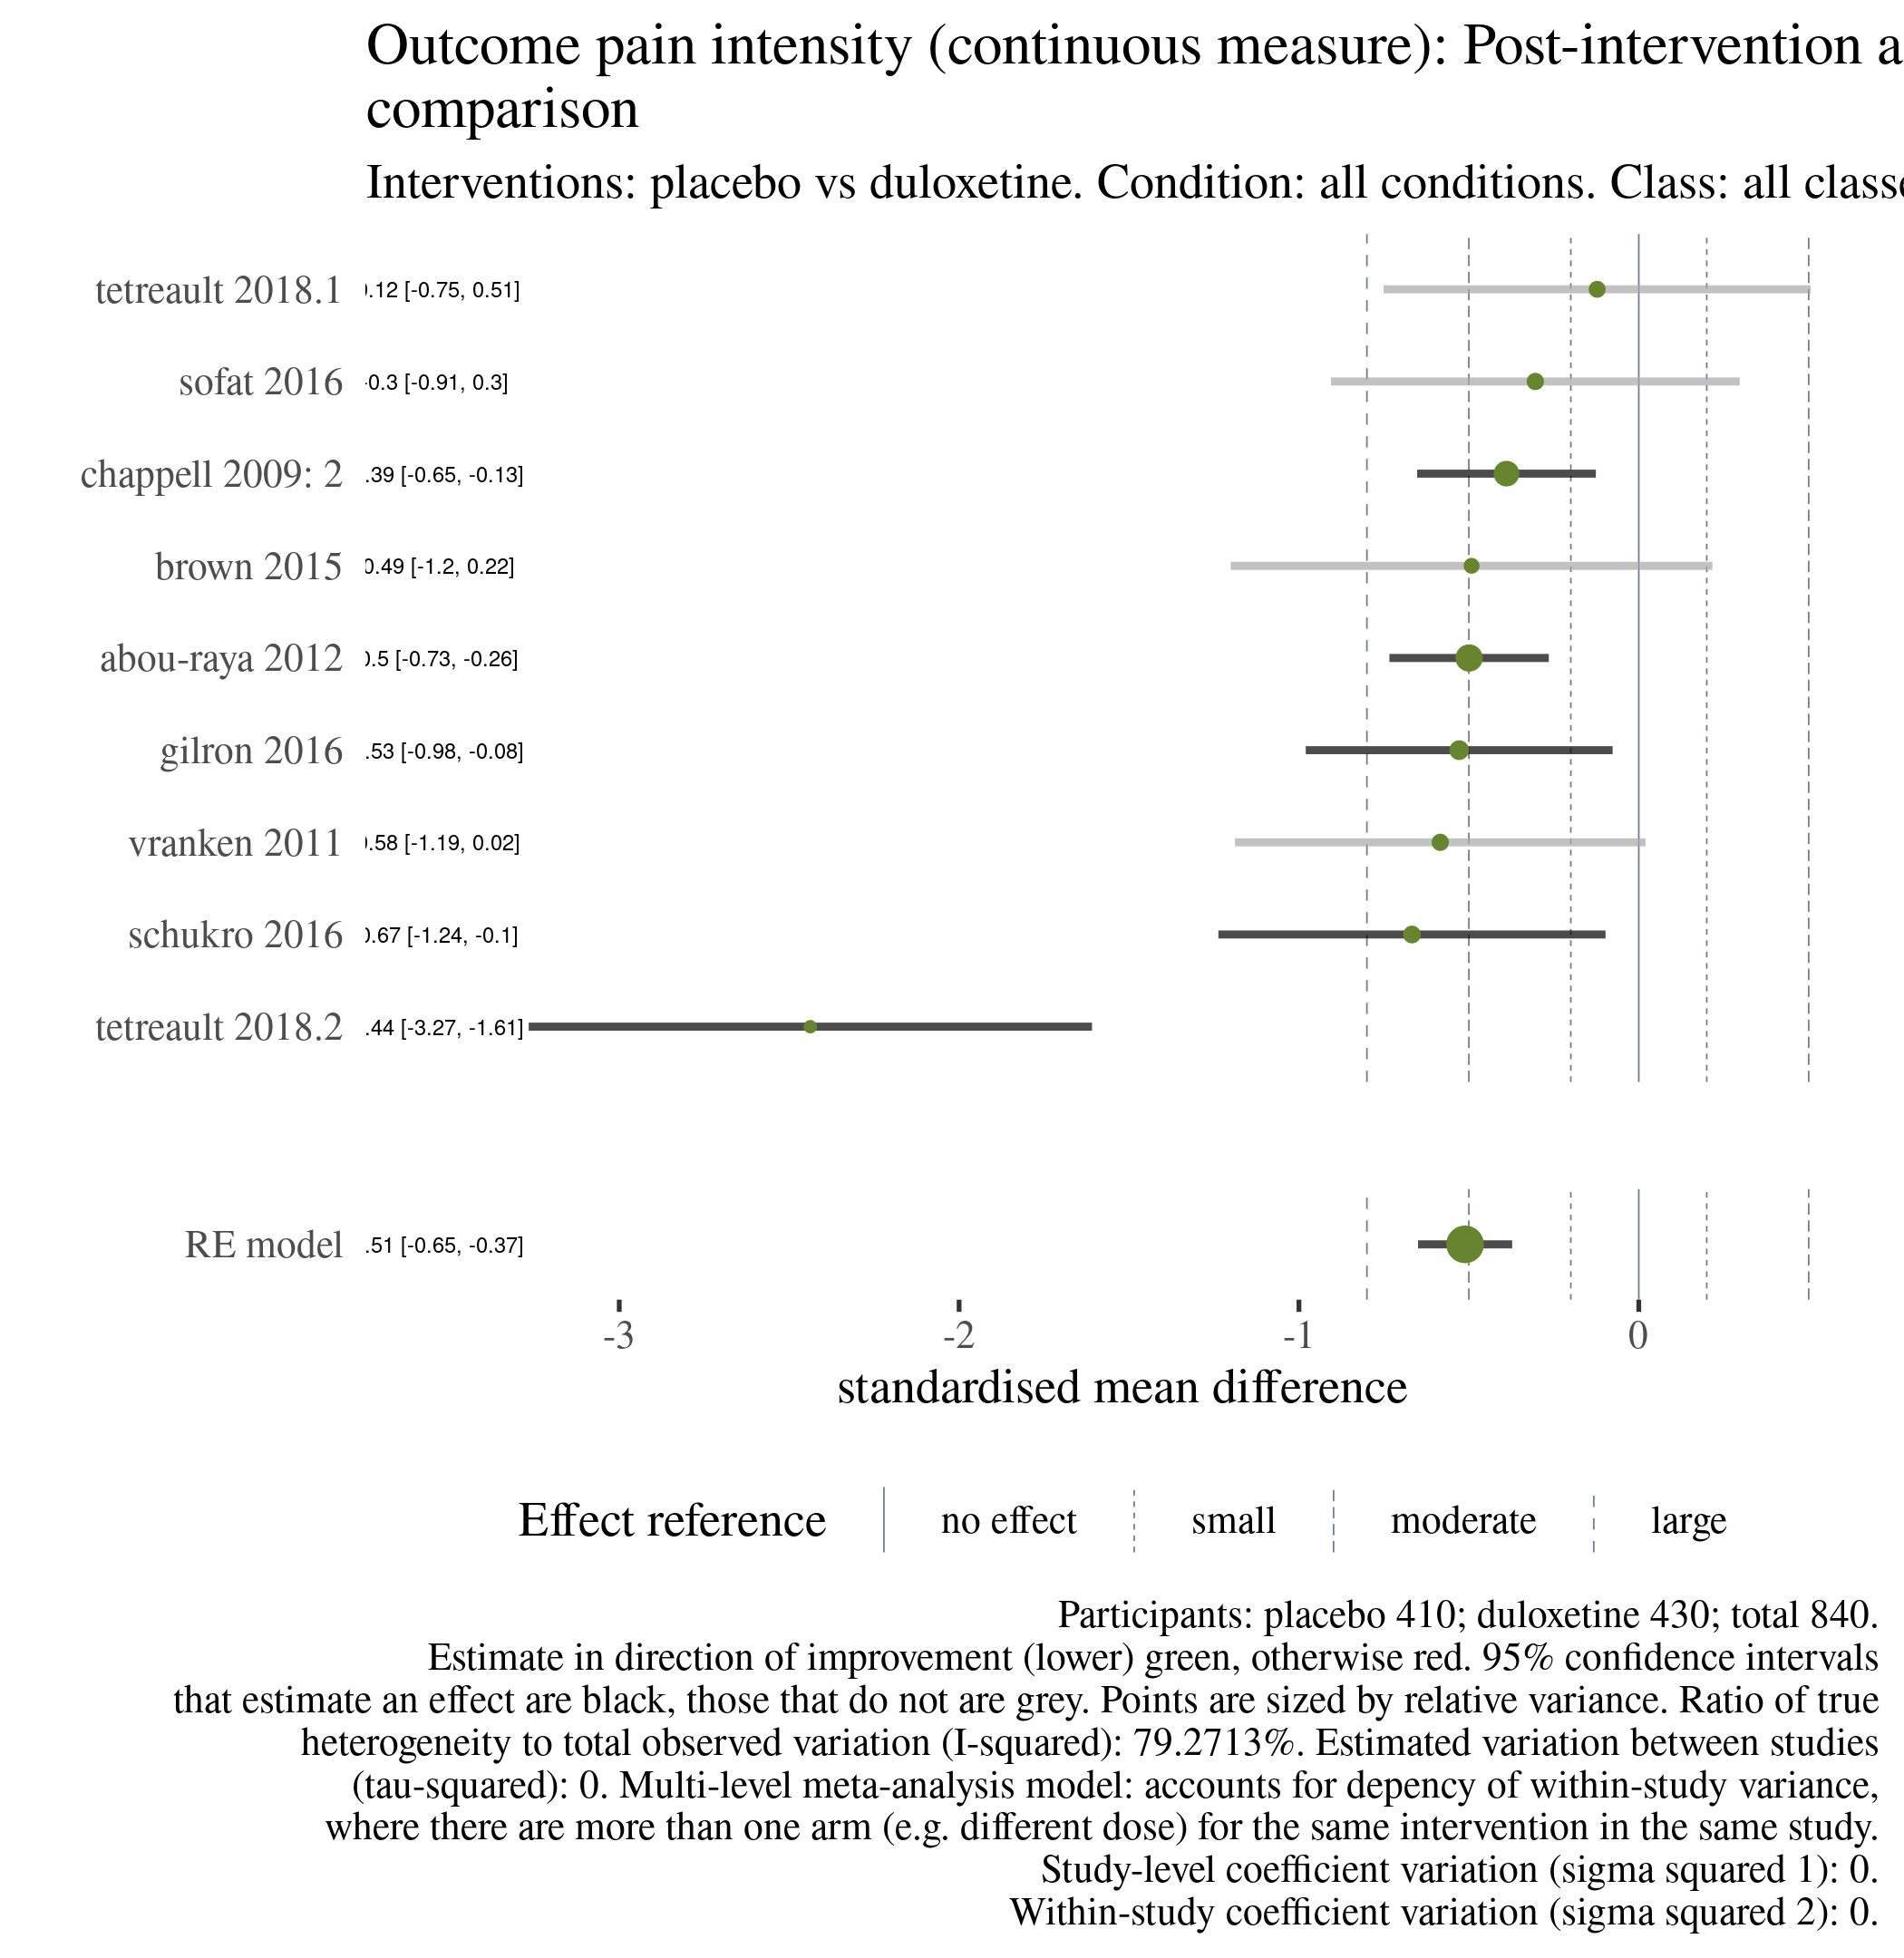 Outcome pain intensity (continuous measure): Post-intervention a
comparison
Interventions: placebo vs duloxetine. Condition: all conditions. Class: all classe
tetreault 2018.1 .12 [-0.75, 0.51]
sofat 2016 -0.3 [-0.91, 0.3]
chappell 2009: 2 .39 [-0.65, -0.13]
brown 2015 0.49 [-1.2, 0.22]
abou-raya 2012 0.5 [-0.73, -0.26]
gilron 2016 .53 [-0.98, -0.08]
vranken 2011 .58 [-1.19, 0.02]
schukro 2016 0.67 [-1.24, -0.1]
tetreault 2018.2 .44 [-3.27, -1.61]
RE model .51 [-0.65, -0.37]
-3 -2 -1 0
standardised mean difference
Effect reference no effect small moderate large
Participants: placebo 410; duloxetine 430; total 840.
Estimate in direction of improvement (lower) green, otherwise red. 95% confidence intervals
that estimate an effect are black, those that do not are grey. Points are sized by relative variance. Ratio of true
heterogeneity to total observed variation (I-squared): 79.2713%. Estimated variation between studies
(tau-squared): 0. Multi-level meta-analysis model: accounts for depency of within-study variance,
where there are more than one arm (e.g. different dose) for the same intervention in the same study.
Study-level coefficient variation (sigma squared 1): 0.
Within-study coefficient variation (sigma squared 2): 0.